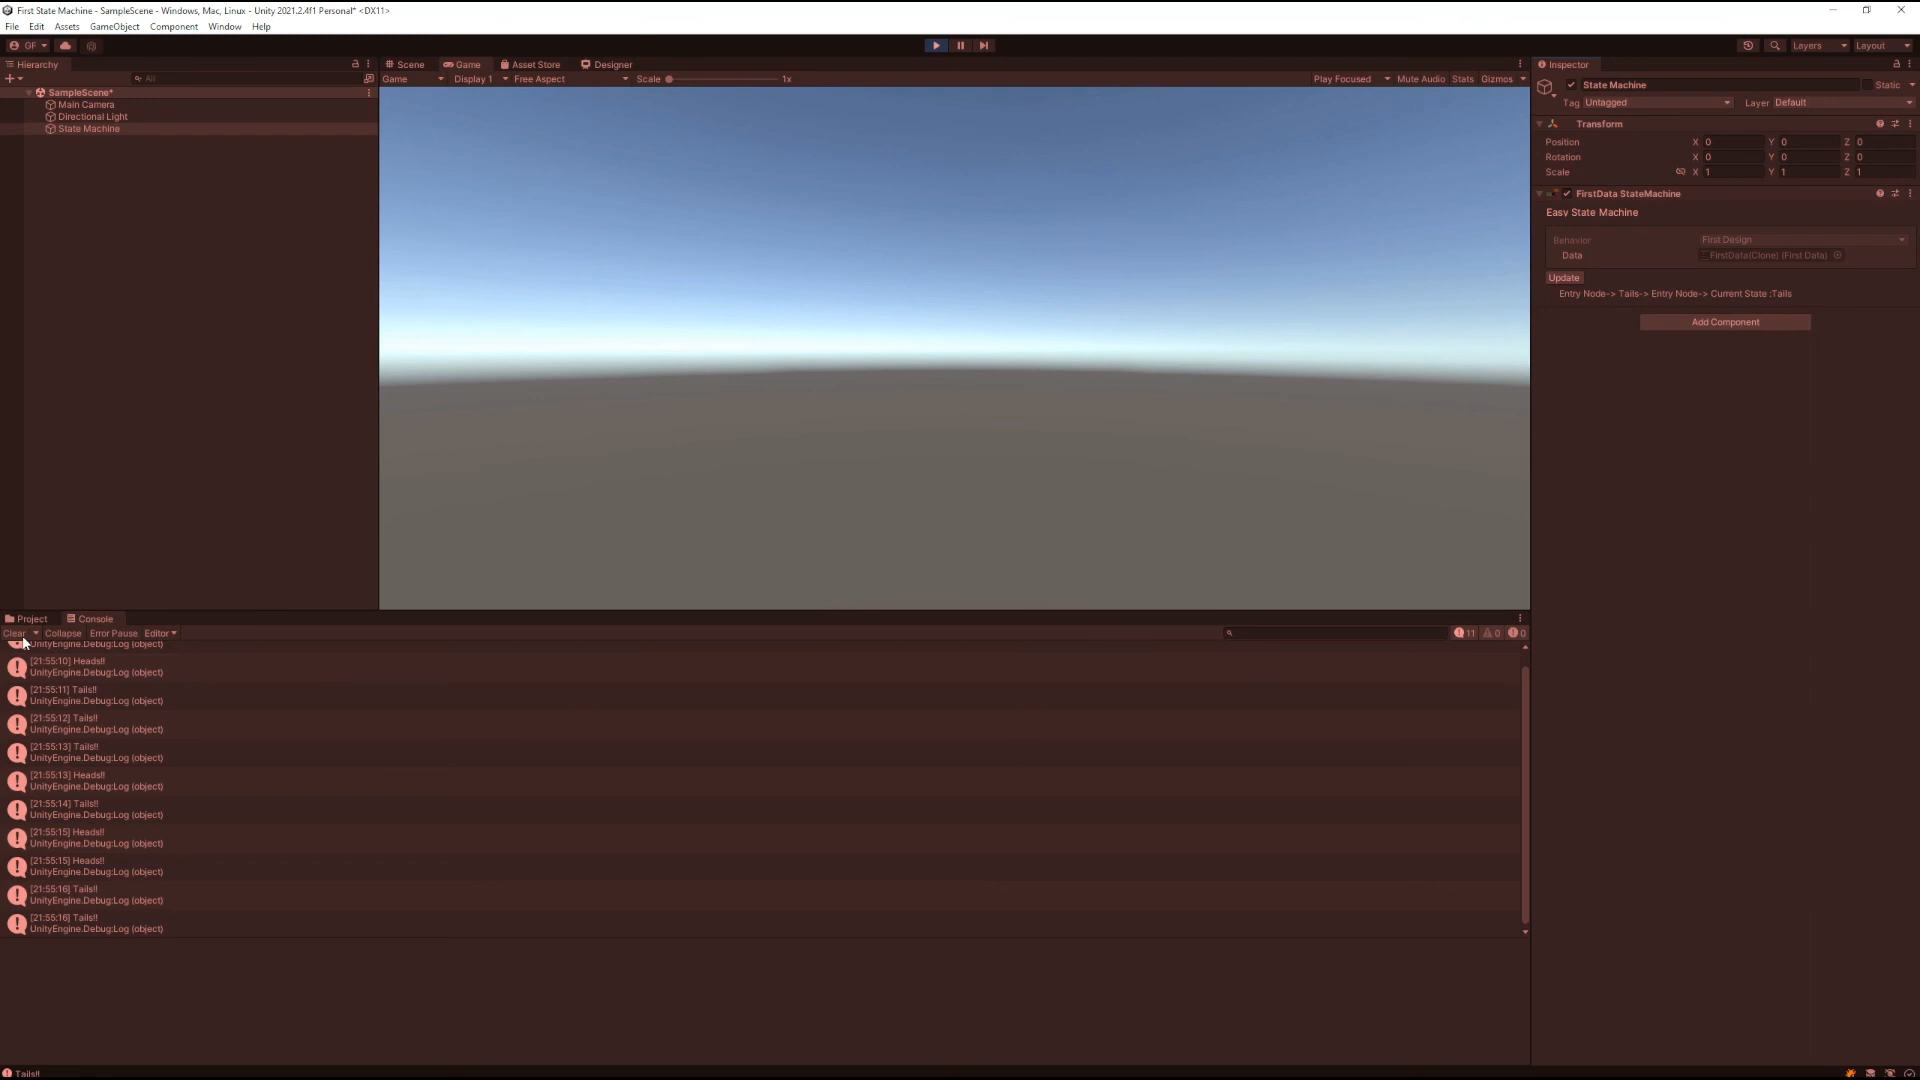 First State Machine - SampleScene - Windows, Mac, Linux - Unity 2021.2.4f1 Personal* <DX11>
File Edit Assets GameObject Component Window Help
GF
Layers Layout
Hierarchy
All
SampleScene*
Main Camera
Directional Light
State Machine
Scene Game Asset Store Designer
Game Display 1 Free Aspect Scale 1x Play Focused Mute Audio Stats Gizmos
Inspector
State Machine Static
Tag Untagged Layer Default
Transform
Position X 0 Y 0 Z 0
Rotation X 0 Y 0 Z 0
Scale X 1 Y 1 Z 1
FirstData StateMachine
Easy State Machine
Behavior First Design
Data FirstData(Clone) (First Data)
Update
Entry Node-> Tails-> Entry Node-> Current State :Tails
Add Component
Project Console
Clear Collapse Error Pause Editor 11 0 0
UnityEngine.Debug:Log (object)
[21:55:10] Heads!!
UnityEngine.Debug:Log (object)
[21:55:11] Tails!!
UnityEngine.Debug:Log (object)
[21:55:12] Tails!!
UnityEngine.Debug:Log (object)
[21:55:13] Tails!!
UnityEngine.Debug:Log (object)
[21:55:13] Heads!!
UnityEngine.Debug:Log (object)
[21:55:14] Tails!!
UnityEngine.Debug:Log (object)
[21:55:15] Heads!!
UnityEngine.Debug:Log (object)
[21:55:15] Heads!!
UnityEngine.Debug:Log (object)
[21:55:16] Tails!!
UnityEngine.Debug:Log (object)
[21:55:16] Tails!!
UnityEngine.Debug:Log (object)
Tails!!